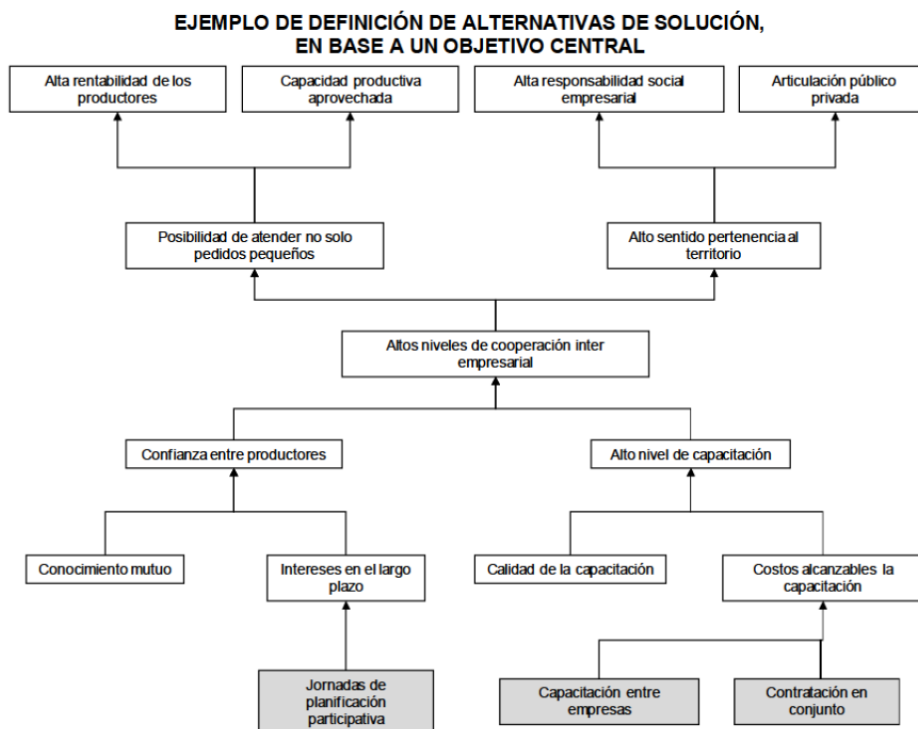 EJEMPLO DE DEFINICIÓN DE ALTERNATIVAS DE SOLUCIÓN,
EN BASE A UN OBJETIVO CENTRAL
Alta rentabilidad de los
productores
Capacidad productiva
aprovechada
Alta responsabilidad social
empresarial
Articulación público
privada
Posibilidad de atender no solo
pedidos pequeños
Alto sentido pertenencia al
territorio
Altos niveles de cooperación inter
empresarial
Confianza entre productores
Alto nivel de capacitación
Conocimiento mutuo
Intereses en el largo
plazo
Calidad de la capacitación
Costos alcanzables la
capacitación
Jornadas de
planificación
participativa
Capacitación entre
empresas
Contratación en
conjunto